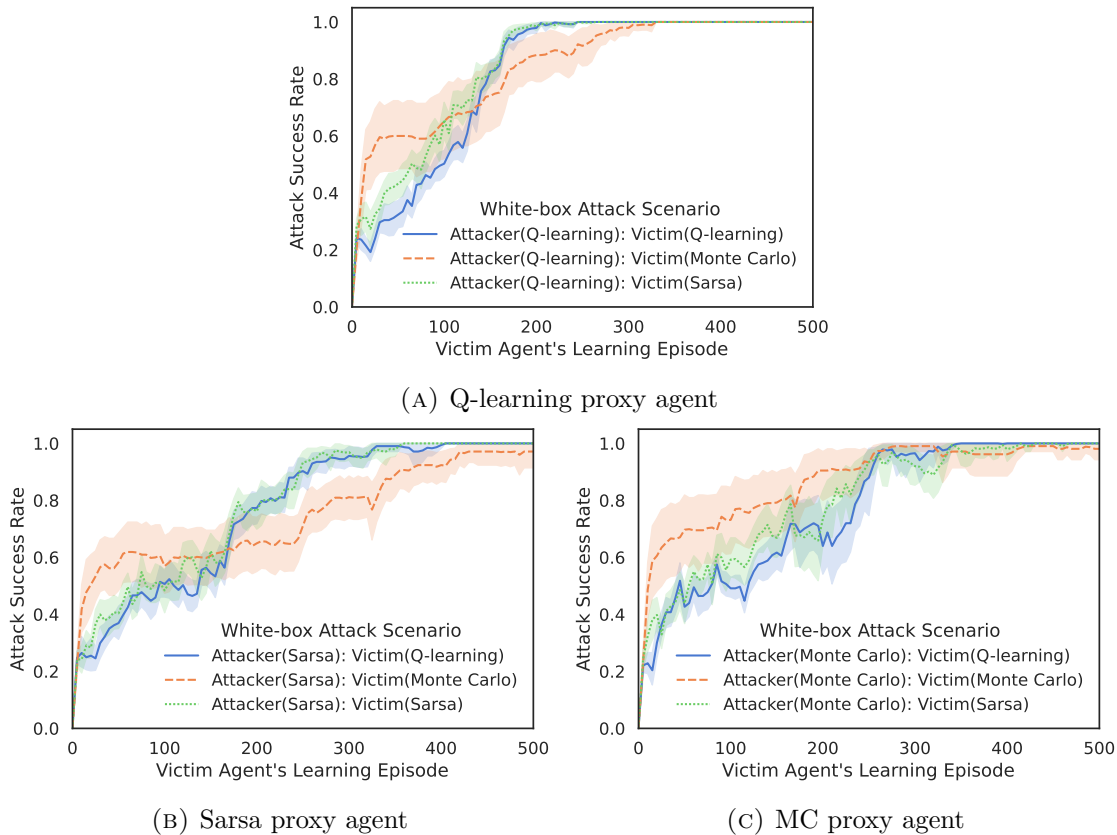 1.0
0.8
0.6
0.4
0.2
0.0
Attack Success Rate
White-box Attack Scenario
Attacker(Q-learning): Victim(Q-learning)
Attacker(Q-learning): Victim(Monte Carlo)
Attacker(Q-learning): Victim(Sarsa)
0 100 200 300 400 500
Victim Agent's Learning Episode
(A) Q-learning proxy agent
1.0
0.8
0.6
0.4
0.2
0.0
Attack Success Rate
White-box Attack Scenario
Attacker(Sarsa): Victim(Q-learning)
Attacker(Sarsa): Victim(Monte Carlo)
Attacker(Sarsa): Victim(Sarsa)
0 100 200 300 400 500
Victim Agent's Learning Episode
(B) Sarsa proxy agent
1.0
0.8
0.6
0.4
0.2
0.0
Attack Success Rate
White-box Attack Scenario
Attacker(Monte Carlo): Victim(Q-learning)
Attacker(Monte Carlo): Victim(Monte Carlo)
Attacker(Monte Carlo): Victim(Sarsa)
0 100 200 300 400 500
Victim Agent's Learning Episode
(C) MC proxy agent